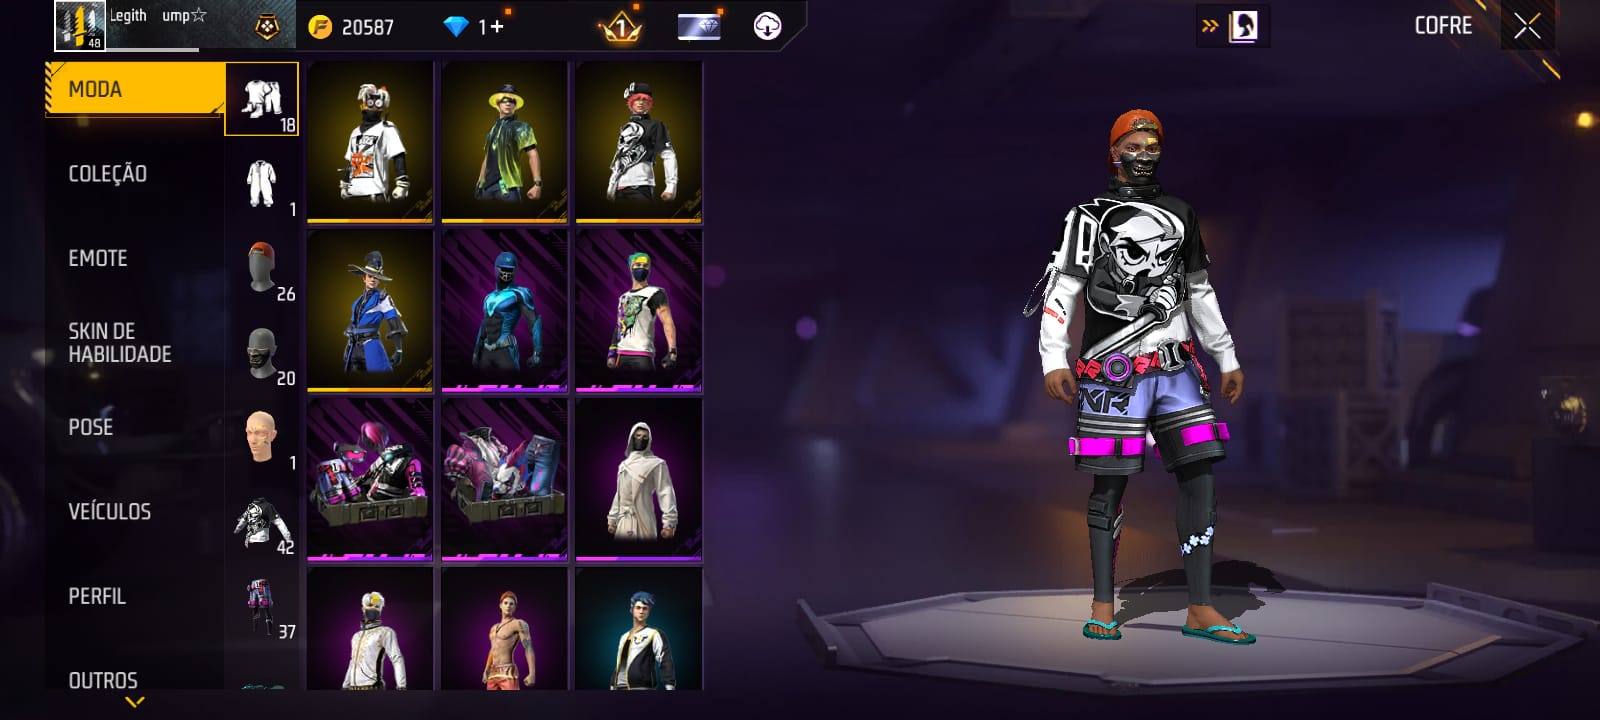 Legith ump☆
48
20587
1+
1
COFRE
MODA
18
COLEÇÃO
1
EMOTE
26
SKIN DE
HABILIDADE
20
POSE
1
VEÍCULOS
42
PERFIL
37
OUTROS